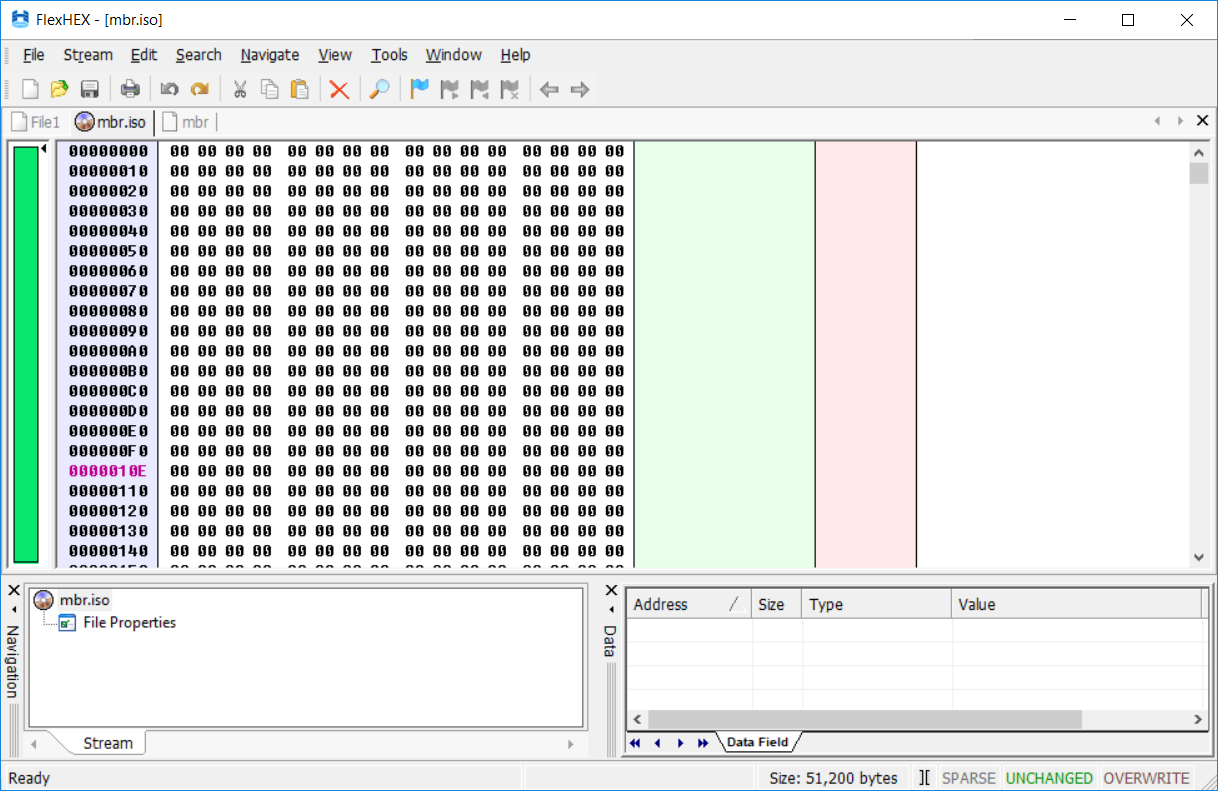 FlexHEX - [mbr.iso]
File Stream Edit Search Navigate View Tools Window Help
File1 mbr.iso mbr
00000000 00 00 00 00 00 00 00 00 00 00 00 00 00 00 00 00
00000010 00 00 00 00 00 00 00 00 00 00 00 00 00 00 00 00
00000020 00 00 00 00 00 00 00 00 00 00 00 00 00 00 00 00
00000030 00 00 00 00 00 00 00 00 00 00 00 00 00 00 00 00
00000040 00 00 00 00 00 00 00 00 00 00 00 00 00 00 00 00
00000050 00 00 00 00 00 00 00 00 00 00 00 00 00 00 00 00
00000060 00 00 00 00 00 00 00 00 00 00 00 00 00 00 00 00
00000070 00 00 00 00 00 00 00 00 00 00 00 00 00 00 00 00
00000080 00 00 00 00 00 00 00 00 00 00 00 00 00 00 00 00
00000090 00 00 00 00 00 00 00 00 00 00 00 00 00 00 00 00
000000A0 00 00 00 00 00 00 00 00 00 00 00 00 00 00 00 00
000000B0 00 00 00 00 00 00 00 00 00 00 00 00 00 00 00 00
000000C0 00 00 00 00 00 00 00 00 00 00 00 00 00 00 00 00
000000D0 00 00 00 00 00 00 00 00 00 00 00 00 00 00 00 00
000000E0 00 00 00 00 00 00 00 00 00 00 00 00 00 00 00 00
000000F0 00 00 00 00 00 00 00 00 00 00 00 00 00 00 00 00
0000010E 00 00 00 00 00 00 00 00 00 00 00 00 00 00 00 00
00000110 00 00 00 00 00 00 00 00 00 00 00 00 00 00 00 00
00000120 00 00 00 00 00 00 00 00 00 00 00 00 00 00 00 00
00000130 00 00 00 00 00 00 00 00 00 00 00 00 00 00 00 00
00000140 00 00 00 00 00 00 00 00 00 00 00 00 00 00 00 00
Navigation
mbr.iso
File Properties
Stream
Data
Address Size Type Value
Data Field
Ready Size: 51,200 bytes ][ SPARSE UNCHANGED OVERWRITE